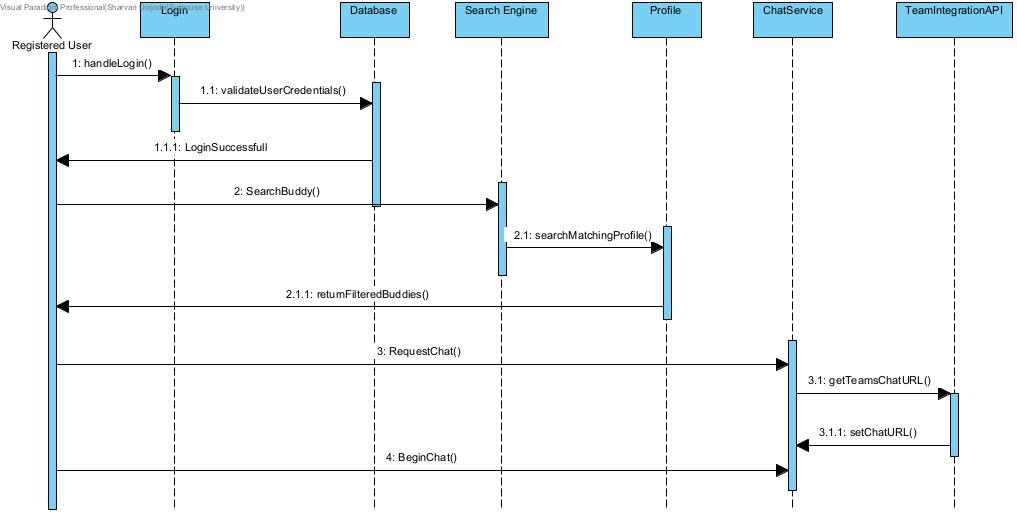 Visual Paradigm Professional(Sharvari Syracuse University))
Login
Database
Search Engine
Profile
ChatService
TeamIntegrationAPI
Registered User
1: handleLogin()
1.1: validateUserCredentials()
1.1.1: LoginSuccessfull
2: SearchBuddy()
2.1: searchMatchingProfile()
2.1.1: returnFilteredBuddies()
3: RequestChat()
3.1: getTeamsChatURL()
3.1.1: setChatURL()
4: BeginChat()